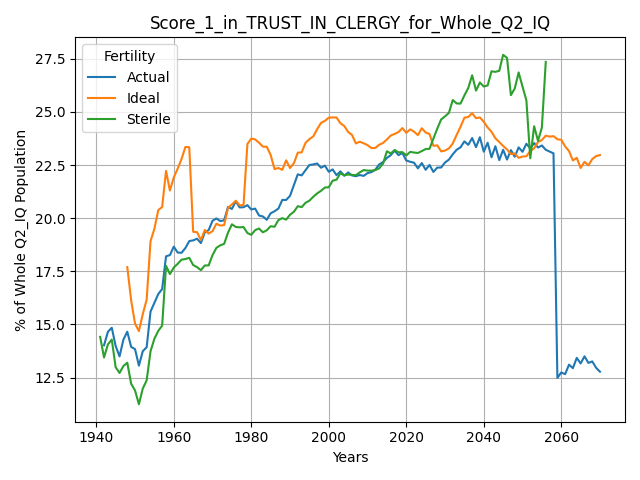 Score_1_in_TRUST_IN_CLERGY_for_Whole_Q2_IQ
Fertility
Actual
Ideal
Sterile
% of Whole Q2_IQ Population
27.5
25.0
22.5
20.0
17.5
15.0
12.5
1940 1960 1980 2000 2020 2040 2060
Years